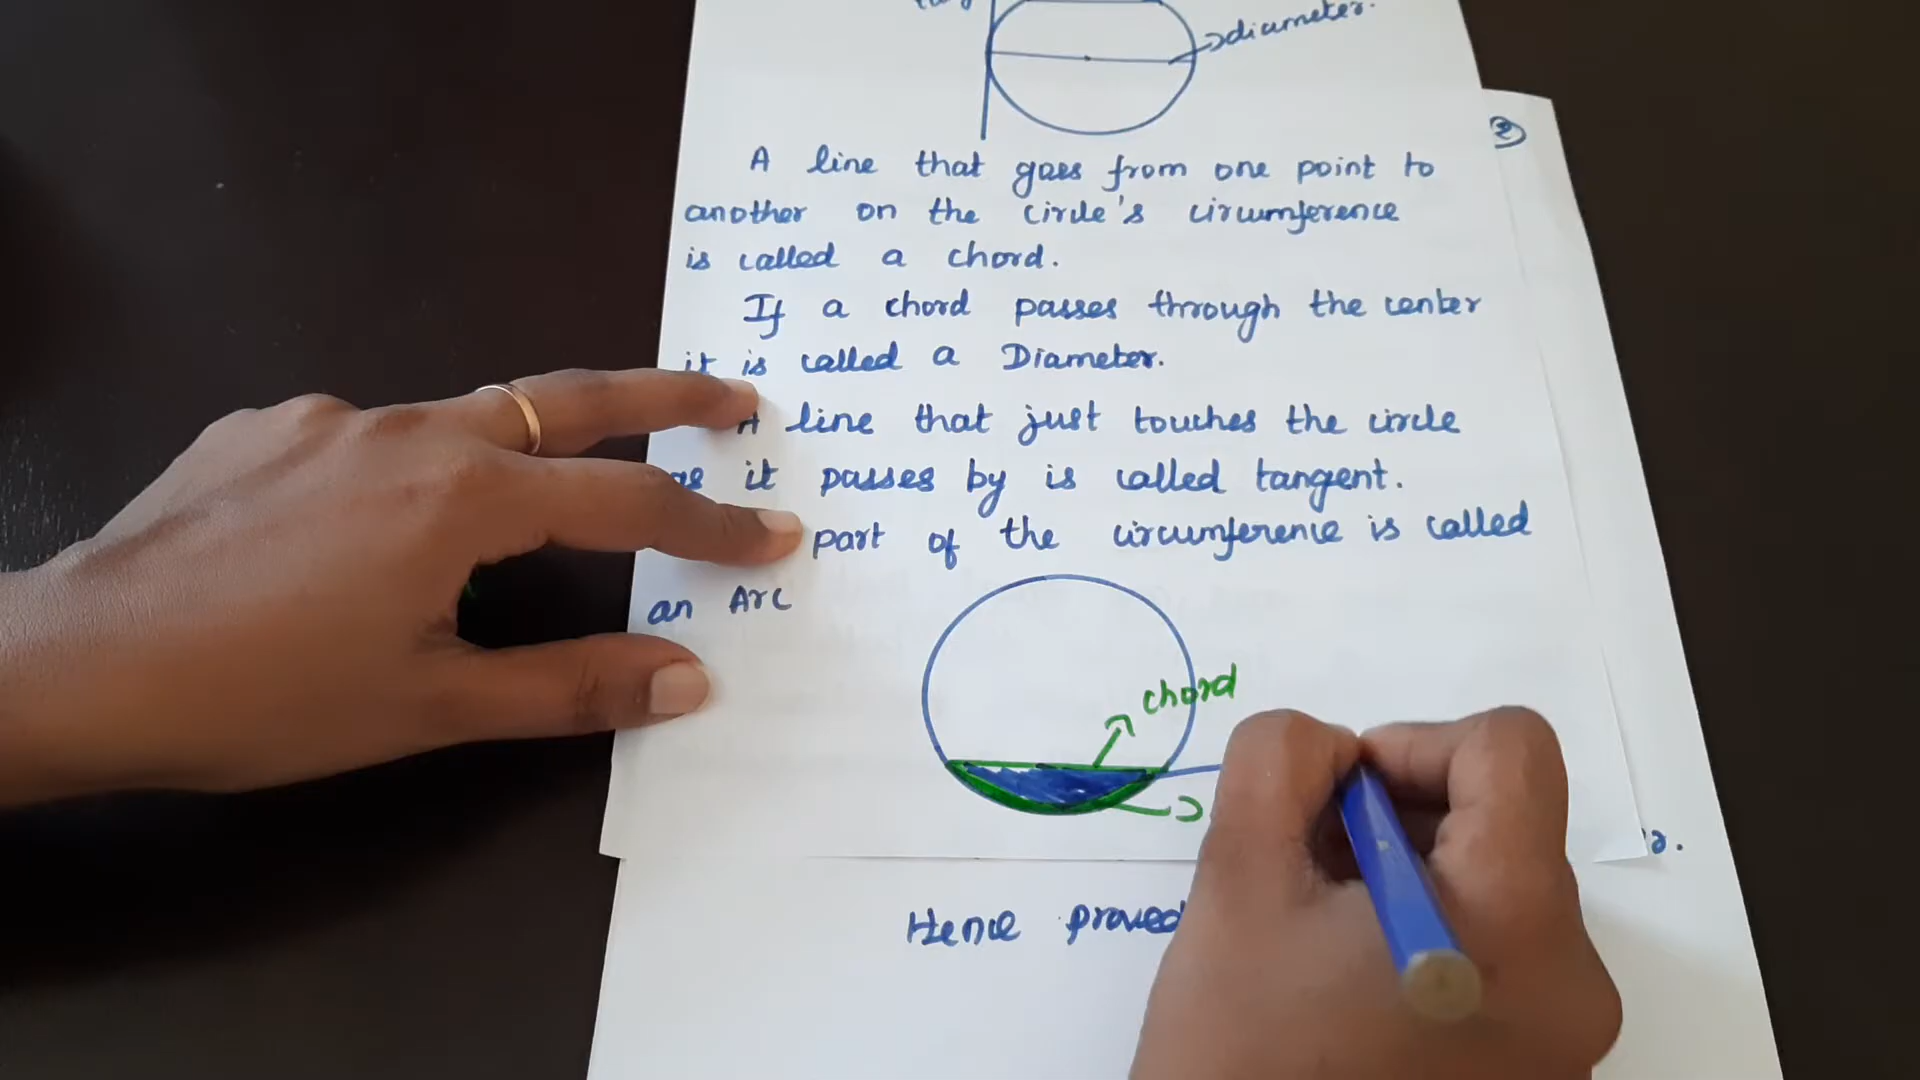 diameter.
2
A line that goes from one point to
another on the circle's circumference
is called a chord.
If a chord passes through the center
it is called a Diameter.
A line that just touches the circle
as it passes by is called tangent.
part of the circumference is called
an Arc
chord
Hence proved